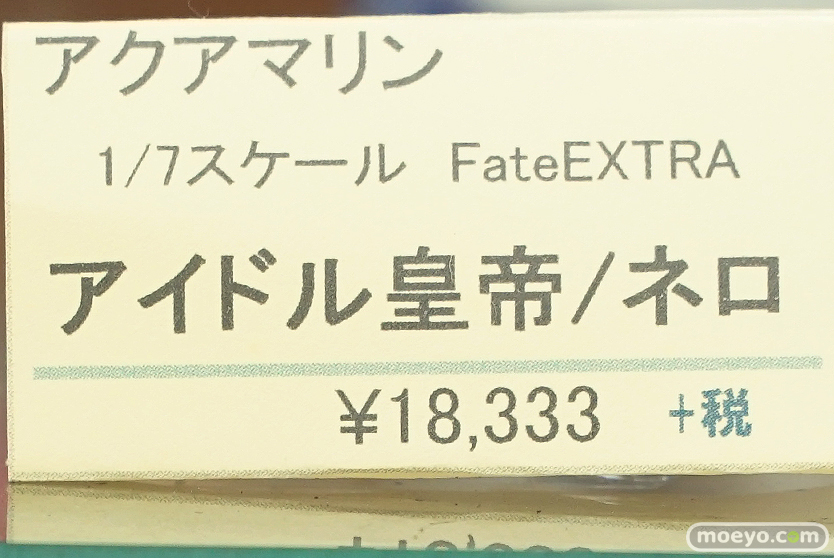 アクアマリン
1/7スケール FateEXTRA
アイドル皇帝/ネロ
¥18,333 +税
moeyo.com